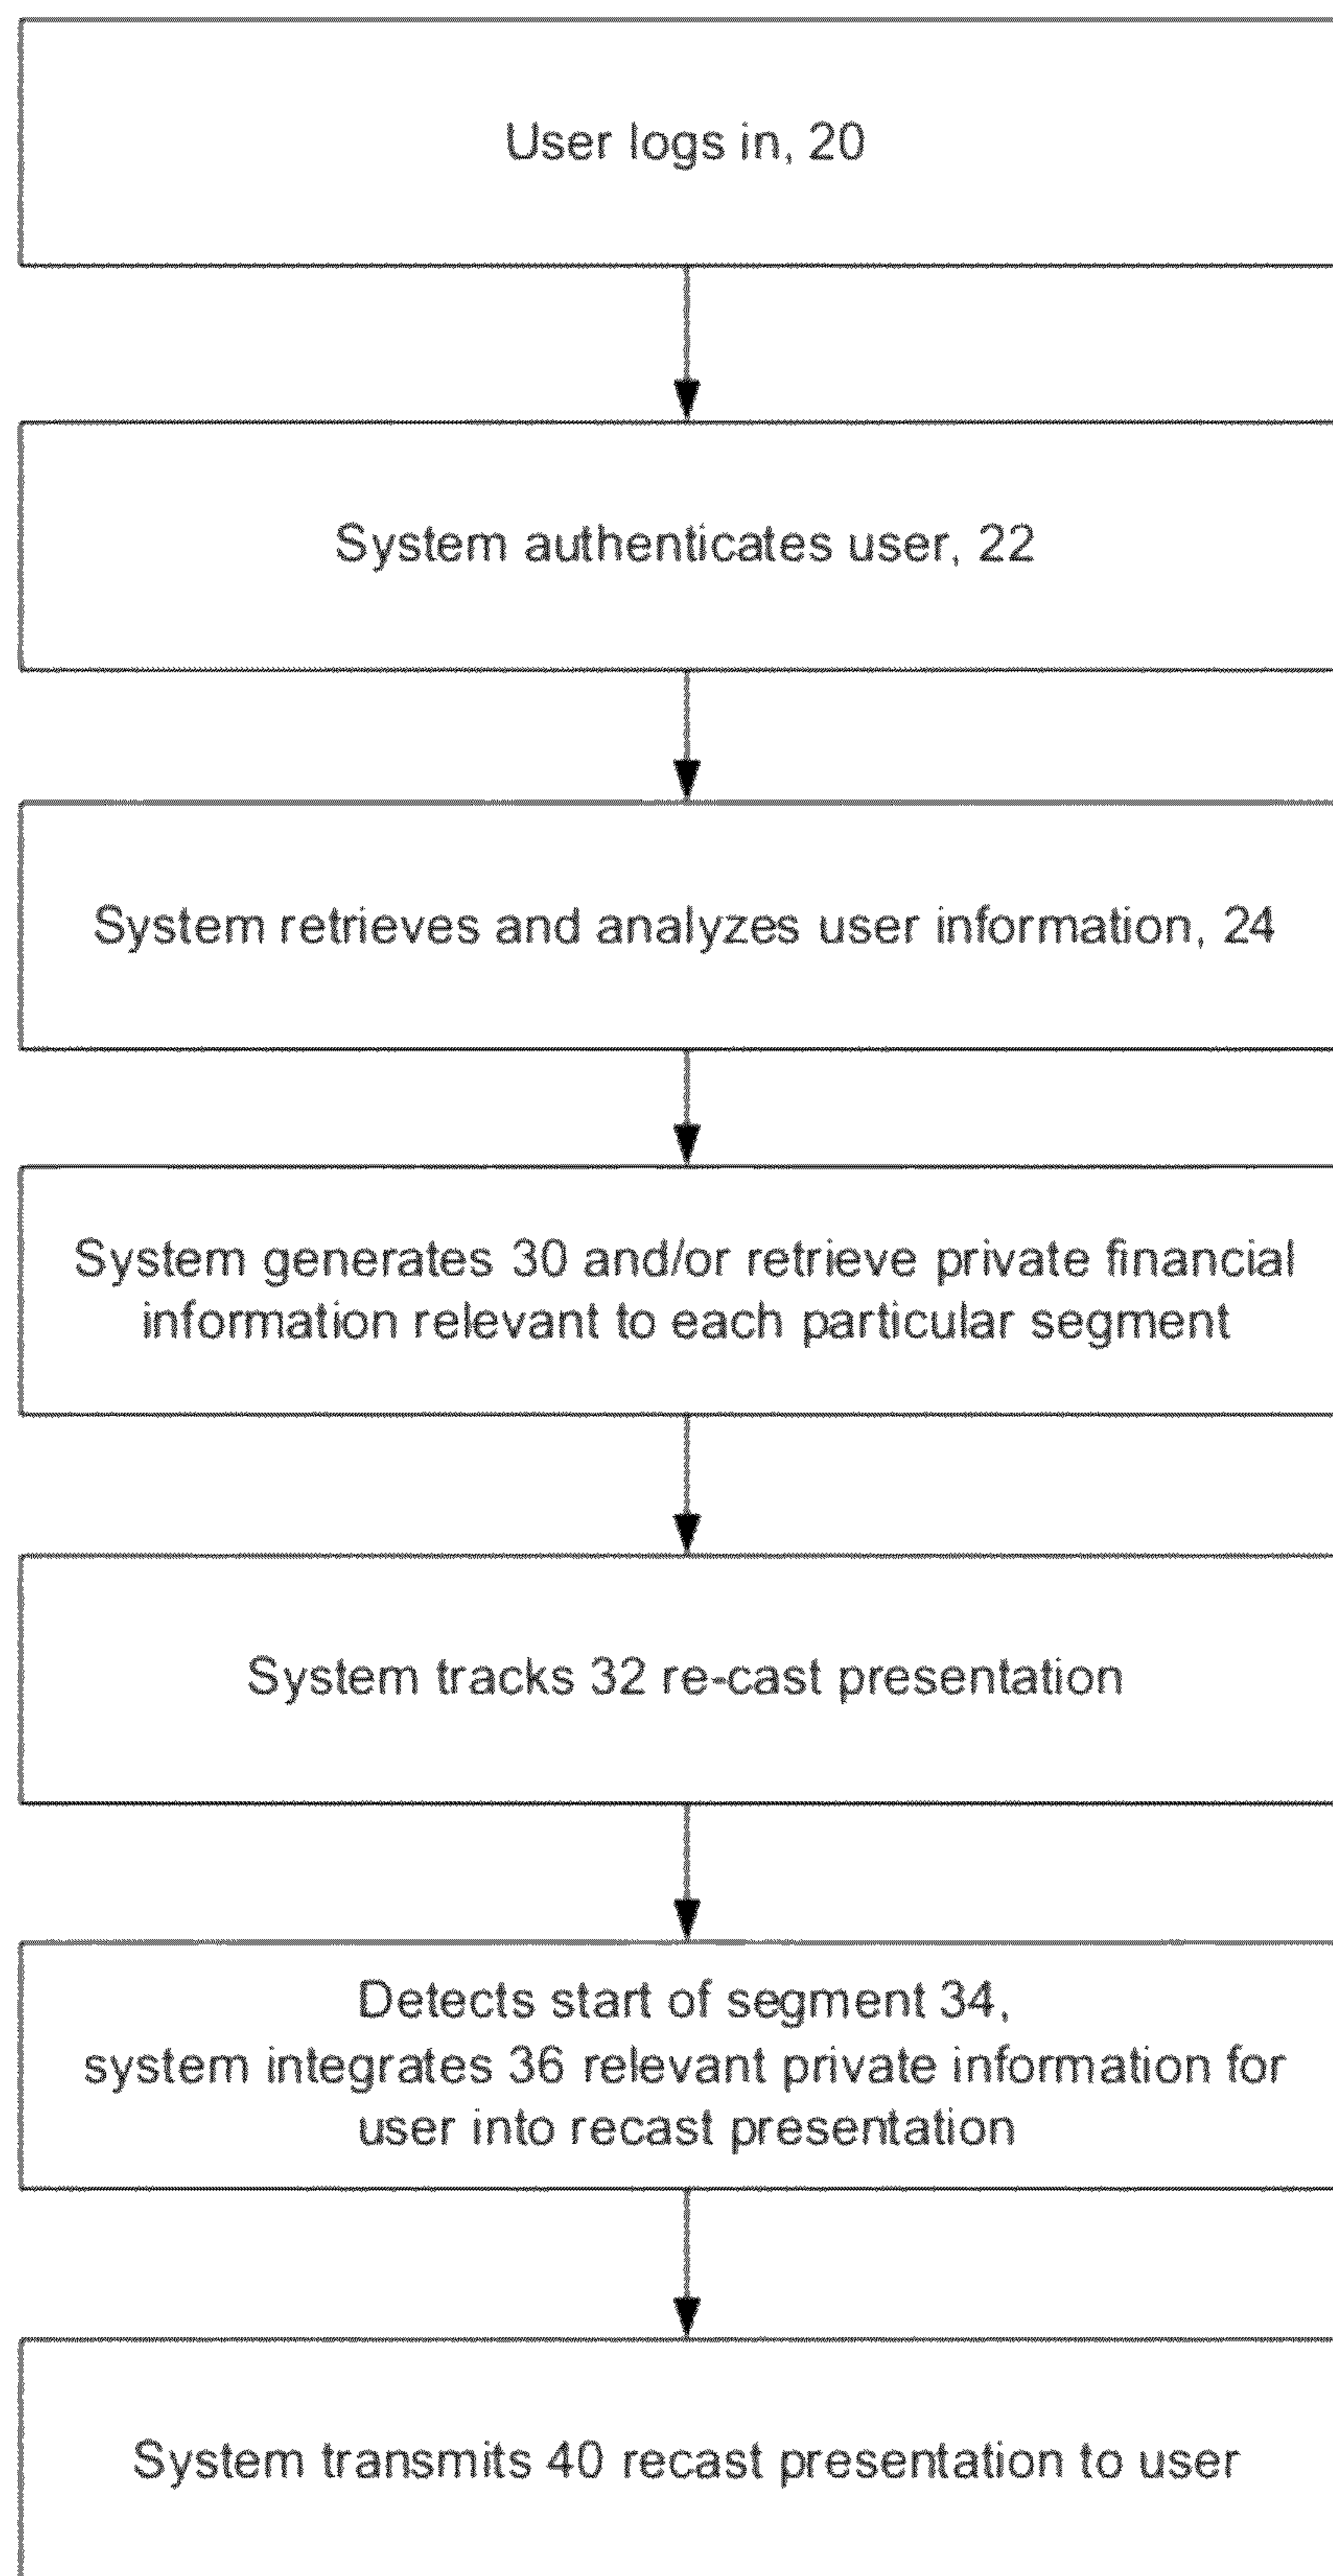 User logs in, 20
System authenticates user, 22
System retrieves and analyzes user information, 24
System generates 30 and/or retrieve private financial
information relevant to each particular segment
System tracks 32 re-cast presentation
Detects start of segment 34,
system integrates 36 relevant private information for
user into recast presentation
System transmits 40 recast presentation to user